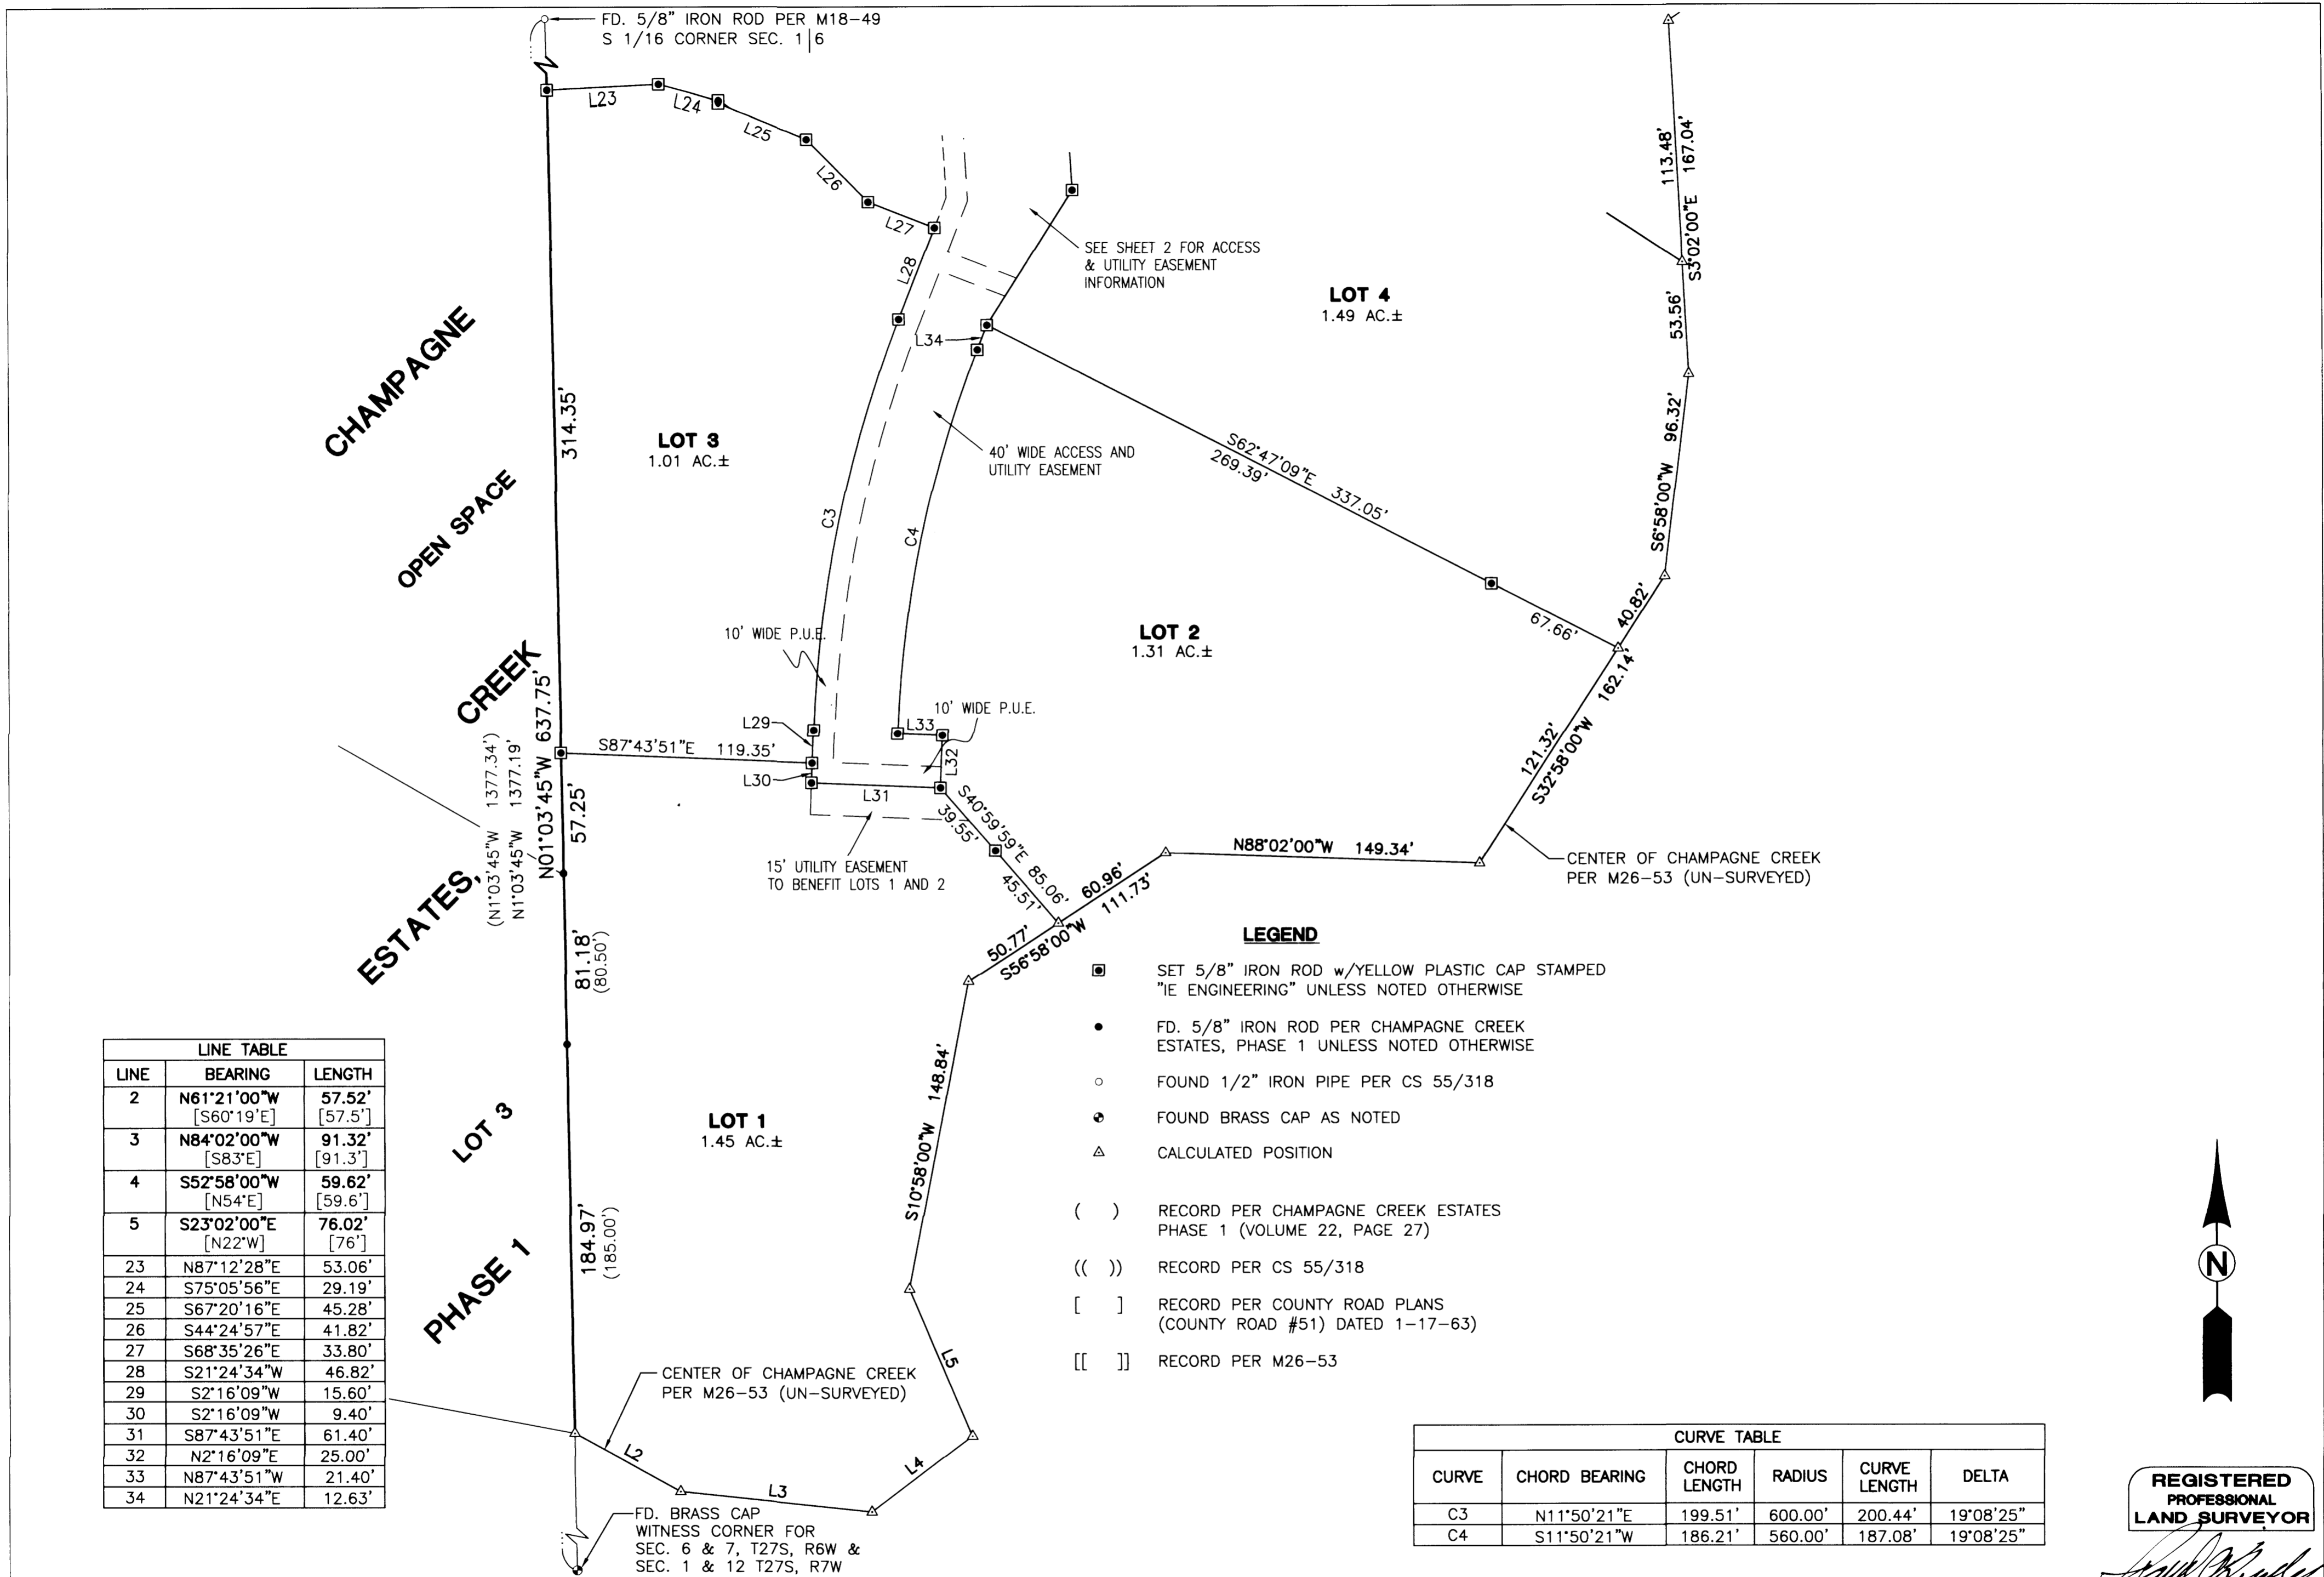 FD. 5/8" IRON ROD PER M18-49
S 1/16 CORNER SEC. 1|6
L23
L24
L25
L26
L27
L28
SEE SHEET 2 FOR ACCESS
& UTILITY EASEMENT
INFORMATION
113.48'
S3°02'00"E 167.04'
53.56'
LOT 4
1.49 AC.±
L34
S6°58'00"W 96.32'
CHAMPAGNE
314.35'
LOT 3
1.01 AC.±
40' WIDE ACCESS AND
UTILITY EASEMENT
S62°47'09"E 337.05'
269.39'
OPEN SPACE
C3
C4
67.66'
40.82'
10' WIDE P.U.E.
LOT 2
1.31 AC.±
S32°58'00"W 162.14'
121.32'
CREEK
N01°03'45"W 637.75'
(N1°03'45"W 1377.34')
N1°03'45"W 1377.19'
57.25'
L29
S87°43'51"E 119.35'
L30
L33
10' WIDE P.U.E.
L32
L31
S40°59'59"E 85.06'
39.55'
45.51'
15' UTILITY EASEMENT
TO BENEFIT LOTS 1 AND 2
N88°02'00"W 149.34'
CENTER OF CHAMPAGNE CREEK
PER M26-53 (UN-SURVEYED)
60.96'
111.73'
50.77'
S56°58'00"W
ESTATES,
81.18'
(80.50')
LEGEND
SET 5/8" IRON ROD w/YELLOW PLASTIC CAP STAMPED
"IE ENGINEERING" UNLESS NOTED OTHERWISE
FD. 5/8" IRON ROD PER CHAMPAGNE CREEK
ESTATES, PHASE 1 UNLESS NOTED OTHERWISE
FOUND 1/2" IRON PIPE PER CS 55/318
FOUND BRASS CAP AS NOTED
CALCULATED POSITION
( ) RECORD PER CHAMPAGNE CREEK ESTATES
PHASE 1 (VOLUME 22, PAGE 27)
(( )) RECORD PER CS 55/318
[ ] RECORD PER COUNTY ROAD PLANS
(COUNTY ROAD #51) DATED 1-17-63)
[[ ]] RECORD PER M26-53
LINE TABLE
LINE BEARING LENGTH
2 N61°21'00"W 57.52'
[S60°19'E] [57.5']
3 N84°02'00"W 91.32'
[S83°E] [91.3']
4 S52°58'00"W 59.62'
[N54°E] [59.6']
5 S23°02'00"E 76.02'
[N22°W] [76']
23 N87°12'28"E 53.06'
24 S75°05'56"E 29.19'
25 S67°20'16"E 45.28'
26 S44°24'57"E 41.82'
27 S68°35'26"E 33.80'
28 S21°24'34"W 46.82'
29 S2°16'09"W 15.60'
30 S2°16'09"W 9.40'
31 S87°43'51"E 61.40'
32 N2°16'09"E 25.00'
33 N87°43'51"W 21.40'
34 N21°24'34"E 12.63'
LOT 3
PHASE 1
184.97'
(185.00')
LOT 1
1.45 AC.±
S10°58'00"W 148.84'
L5
CENTER OF CHAMPAGNE CREEK
PER M26-53 (UN-SURVEYED)
L2
L3
L4
FD. BRASS CAP
WITNESS CORNER FOR
SEC. 6 & 7, T27S, R6W &
SEC. 1 & 12 T27S, R7W
N
CURVE TABLE
CURVE CHORD BEARING CHORD LENGTH RADIUS CURVE LENGTH DELTA
C3 N11°50'21"E 199.51' 600.00' 200.44' 19°08'25"
C4 S11°50'21"W 186.21' 560.00' 187.08' 19°08'25"
REGISTERED
PROFESSIONAL
LAND SURVEYOR